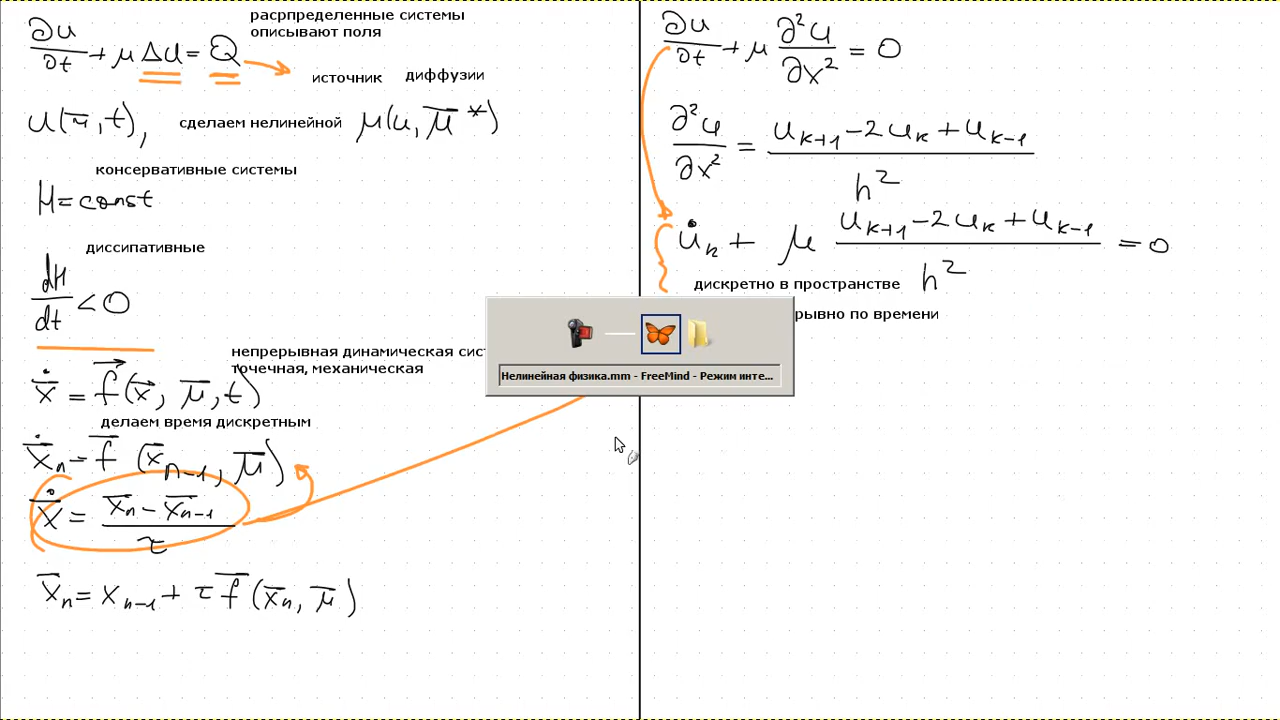 распределенные системы
описывают поля
∂u/∂t + μ Δu = Q
источник диффузии
u(r̅, t), сделаем нелинейной μ(u, μ̅*)
консервативные системы
H = const
диссипативные
dH/dt < 0
непрерывная динамическая сис
точечная, механическая
ẋ = f(x, μ, t)
делаем время дискретным
ẋn = f (xn-1, μ)
ẋ = (xn - xn-1)/τ
xn = xn-1 + τ f (xn, μ)
∂u/∂t + μ ∂²u/∂x² = 0
∂²u/∂x² = (uk+1 - 2uk + uk-1)/h²
u̇k + μ (uk+1 - 2uk + uk-1)/h² = 0
дискретно в пространстве
рывно по времени
Нелинейная физика.mm - FreeMind - Режим инте...